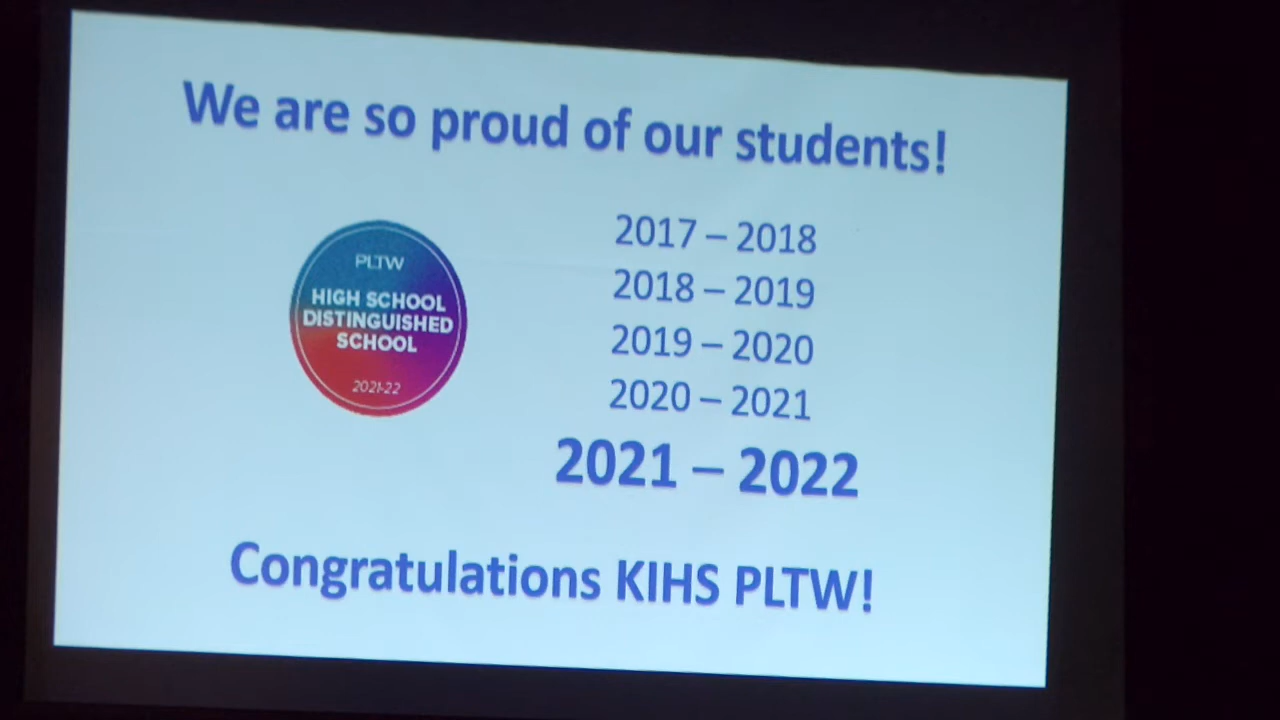 We are so proud of our students!
PLTW
HIGH SCHOOL
DISTINGUISHED
SCHOOL
2021-22
2017 – 2018
2018 – 2019
2019 – 2020
2020 – 2021
2021 – 2022
Congratulations KIHS PLTW!